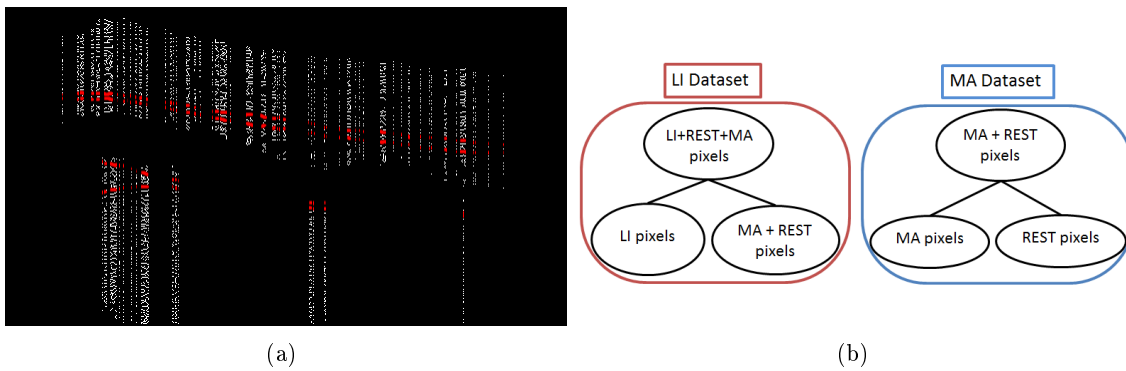 LI Dataset
LI+REST+MA
pixels
LI pixels
MA + REST
pixels
MA Dataset
MA + REST
pixels
MA pixels
REST pixels
(a)
(b)